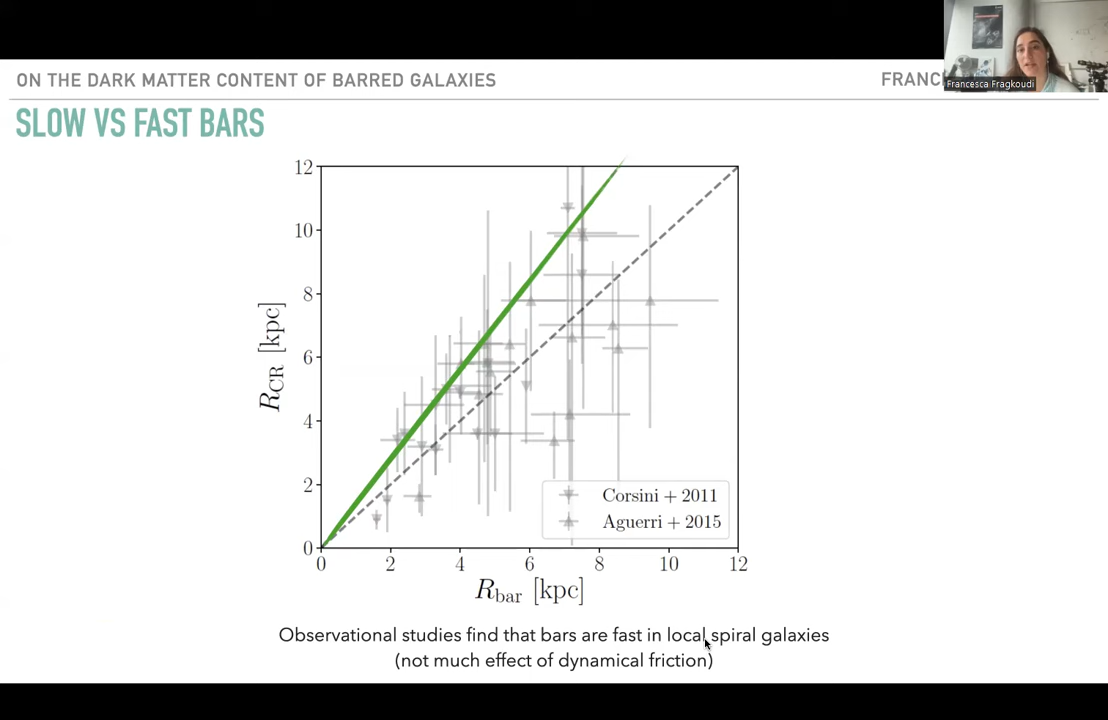 ON THE DARK MATTER CONTENT OF BARRED GALAXIES
FRANC
Francesca Fragkoudi
SLOW VS FAST BARS
12
10
8
6
4
2
0
R_CR [kpc]
Corsini + 2011
Aguerri + 2015
0 2 4 6 8 10 12
R_bar [kpc]
Observational studies find that bars are fast in local spiral galaxies
(not much effect of dynamical friction)